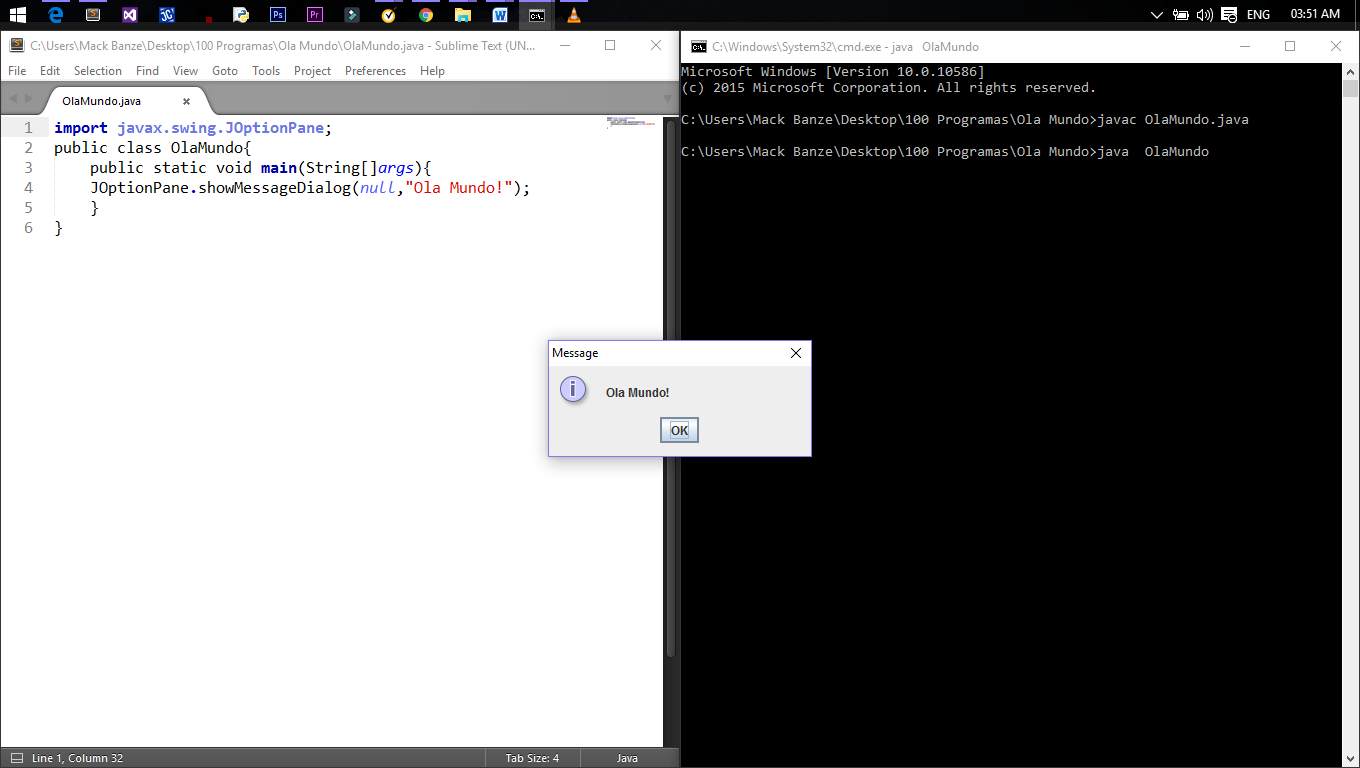 ENG 03:51 AM
C:\Users\Mack Banze\Desktop\100 Programas\Ola Mundo\OlaMundo.java - Sublime Text (UN...
File Edit Selection Find View Goto Tools Project Preferences Help
OlaMundo.java
1 import javax.swing.JOptionPane;
2 public class OlaMundo{
3 public static void main(String[]args){
4 JOptionPane.showMessageDialog(null,"Ola Mundo!");
5 }
6 }
Line 1, Column 32 Tab Size: 4 Java
C:\Windows\System32\cmd.exe - java  OlaMundo
Microsoft Windows [Version 10.0.10586]
(c) 2015 Microsoft Corporation. All rights reserved.
C:\Users\Mack Banze\Desktop\100 Programas\Ola Mundo>javac OlaMundo.java
C:\Users\Mack Banze\Desktop\100 Programas\Ola Mundo>java  OlaMundo
Message
Ola Mundo!
OK